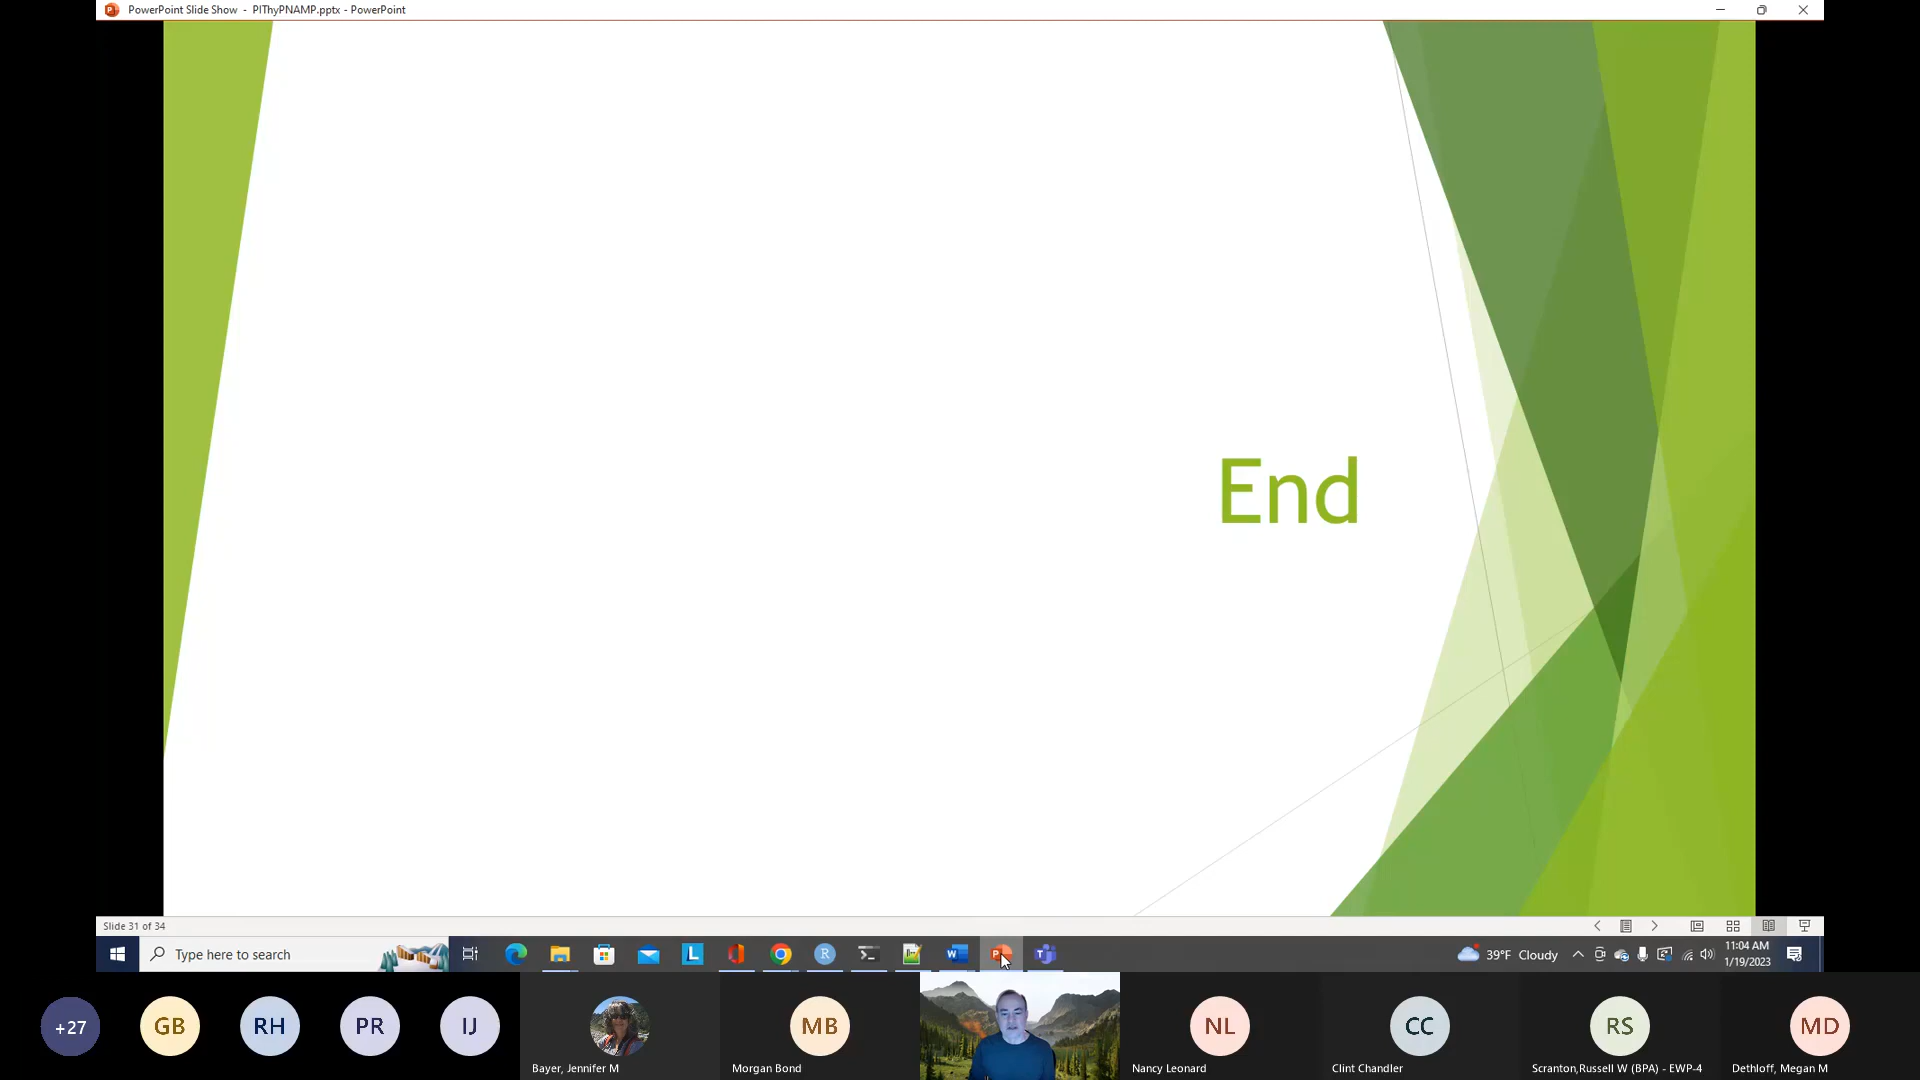 PowerPoint Slide Show - PIThyPNAMP.pptx - PowerPoint
End
Slide 31 of 34
Type here to search
39°F Cloudy
11:04 AM
1/19/2023
+27
GB
RH
PR
IJ
MB
NL
CC
RS
MD
Bayer, Jennifer M
Morgan Bond
Nancy Leonard
Clint Chandler
Scranton,Russell W (BPA) - EWP-4
Dethloff, Megan M